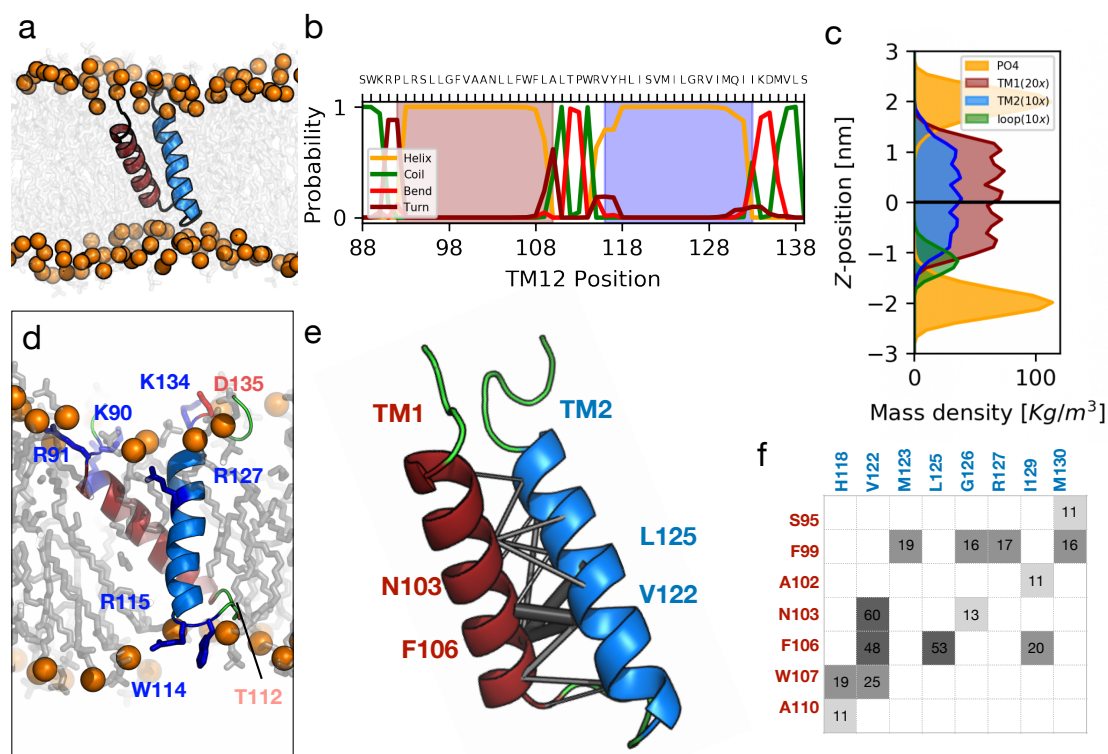 a
b
SWKRPLRSLLGFVAANLLFWFLALTPWRVYHLISVMILGRVIMQIIKDMVLS
Probability
1
0
Helix
Coil
Bend
Turn
88
98
108
118
128
138
TM12 Position
c
Z-position [nm]
3
2
1
0
−1
−2
−3
PO4
TM1(20x)
TM2(10x)
loop(10x)
0
100
Mass density [Kg/m³]
d
K134
D135
K90
R91
R127
R115
W114
T112
e
TM1
TM2
L125
N103
V122
F106
f
H118
V122
M123
L125
G126
R127
I129
M130
S95
11
F99
19
16
17
16
A102
11
N103
60
13
F106
48
53
20
W107
19
25
A110
11